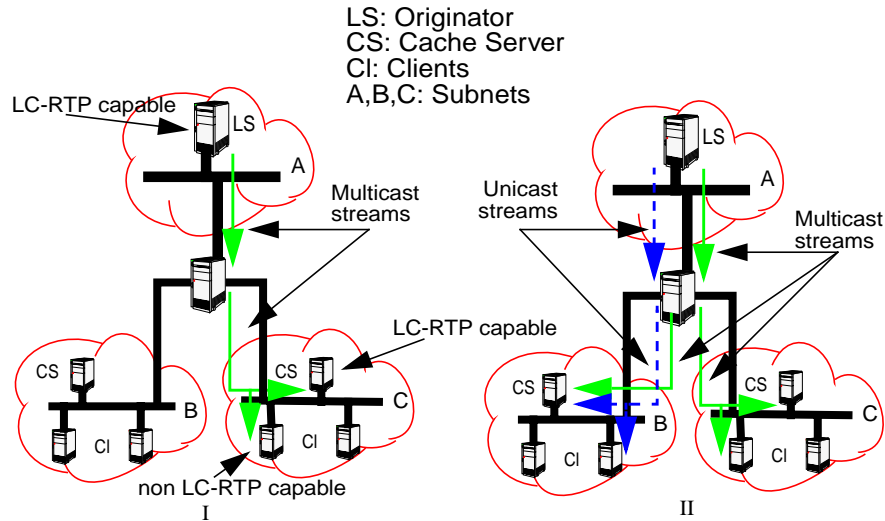 LS: Originator
CS: Cache Server
Cl: Clients
A,B,C: Subnets
LC-RTP capable
LS
A
Multicast
streams
LC-RTP capable
CS
B
Cl
CS
C
Cl
non LC-RTP capable
I
LS
A
Unicast
streams
Multicast
streams
CS
B
Cl
CS
C
Cl
II